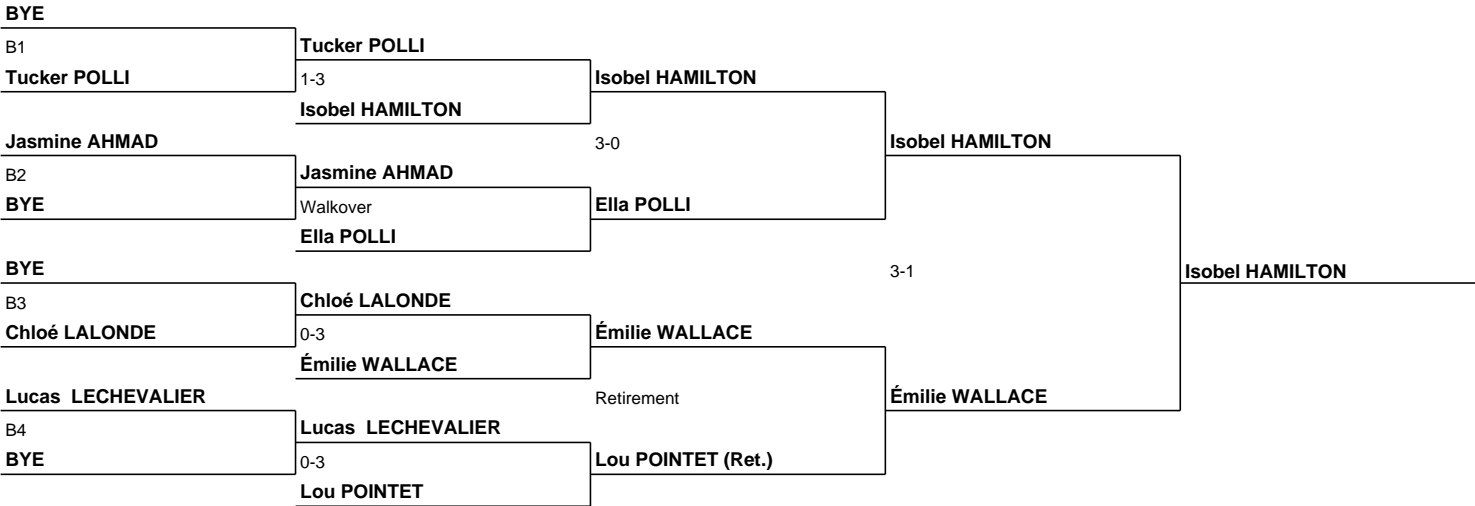 BYE
B1
Tucker POLLI
Tucker POLLI
1-3
Isobel HAMILTON
Isobel HAMILTON
Jasmine AHMAD
3-0
Isobel HAMILTON
B2
Jasmine AHMAD
BYE
Walkover
Ella POLLI
Ella POLLI
BYE
3-1
Isobel HAMILTON
B3
Chloé LALONDE
Chloé LALONDE
0-3
Émilie WALLACE
Émilie WALLACE
Lucas  LECHEVALIER
Retirement
Émilie WALLACE
B4
Lucas  LECHEVALIER
BYE
0-3
Lou POINTET (Ret.)
Lou POINTET